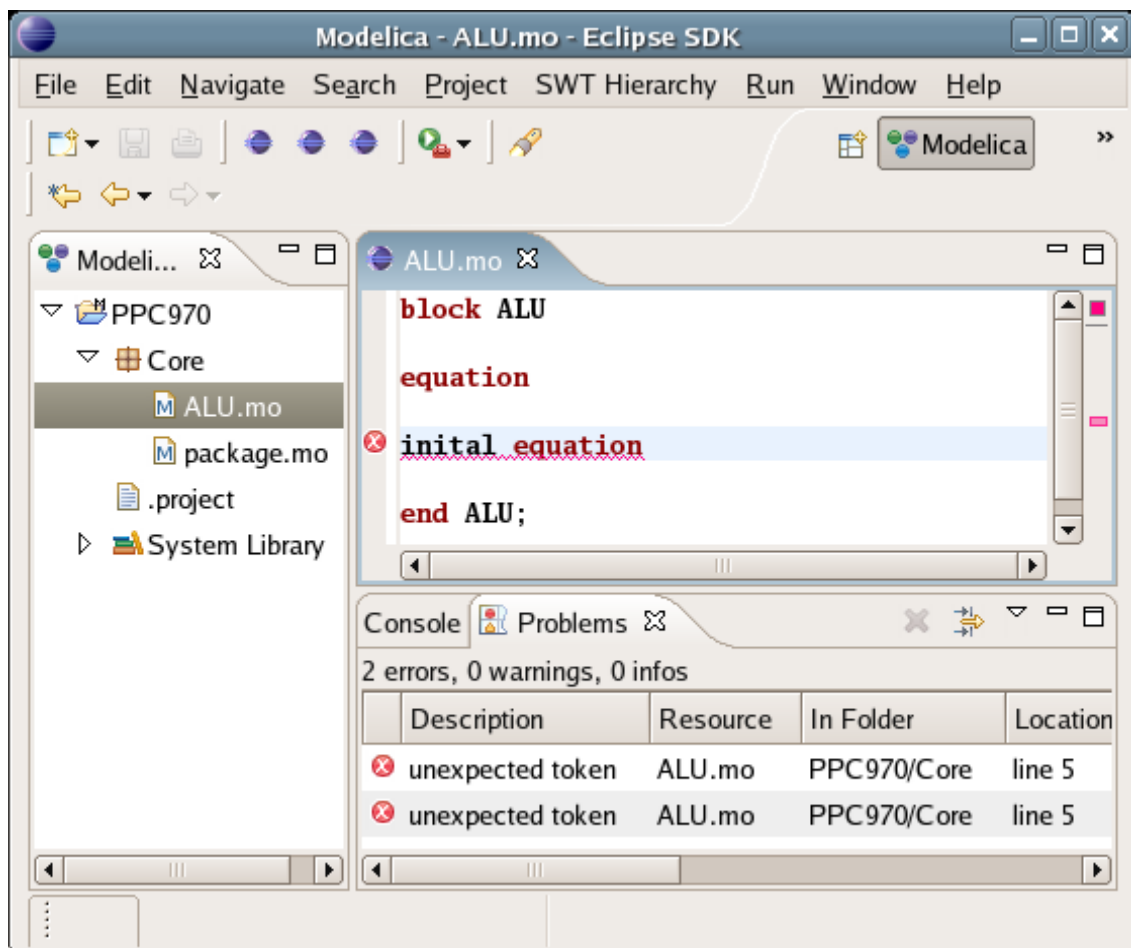 Modelica - ALU.mo - Eclipse SDK
File Edit Navigate Search Project SWT Hierarchy Run Window Help
Modelica »
Modeli...
PPC970
Core
ALU.mo
package.mo
.project
System Library
ALU.mo
block ALU
equation
inital equation
end ALU;
Console Problems
2 errors, 0 warnings, 0 infos
Description Resource In Folder Location
unexpected token ALU.mo PPC970/Core line 5
unexpected token ALU.mo PPC970/Core line 5